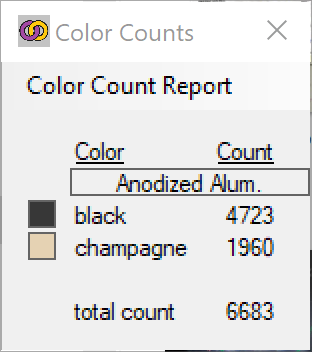 Color Counts
Color Count Report
Color Count
Anodized Alum.
black 4723
champagne 1960
total count 6683